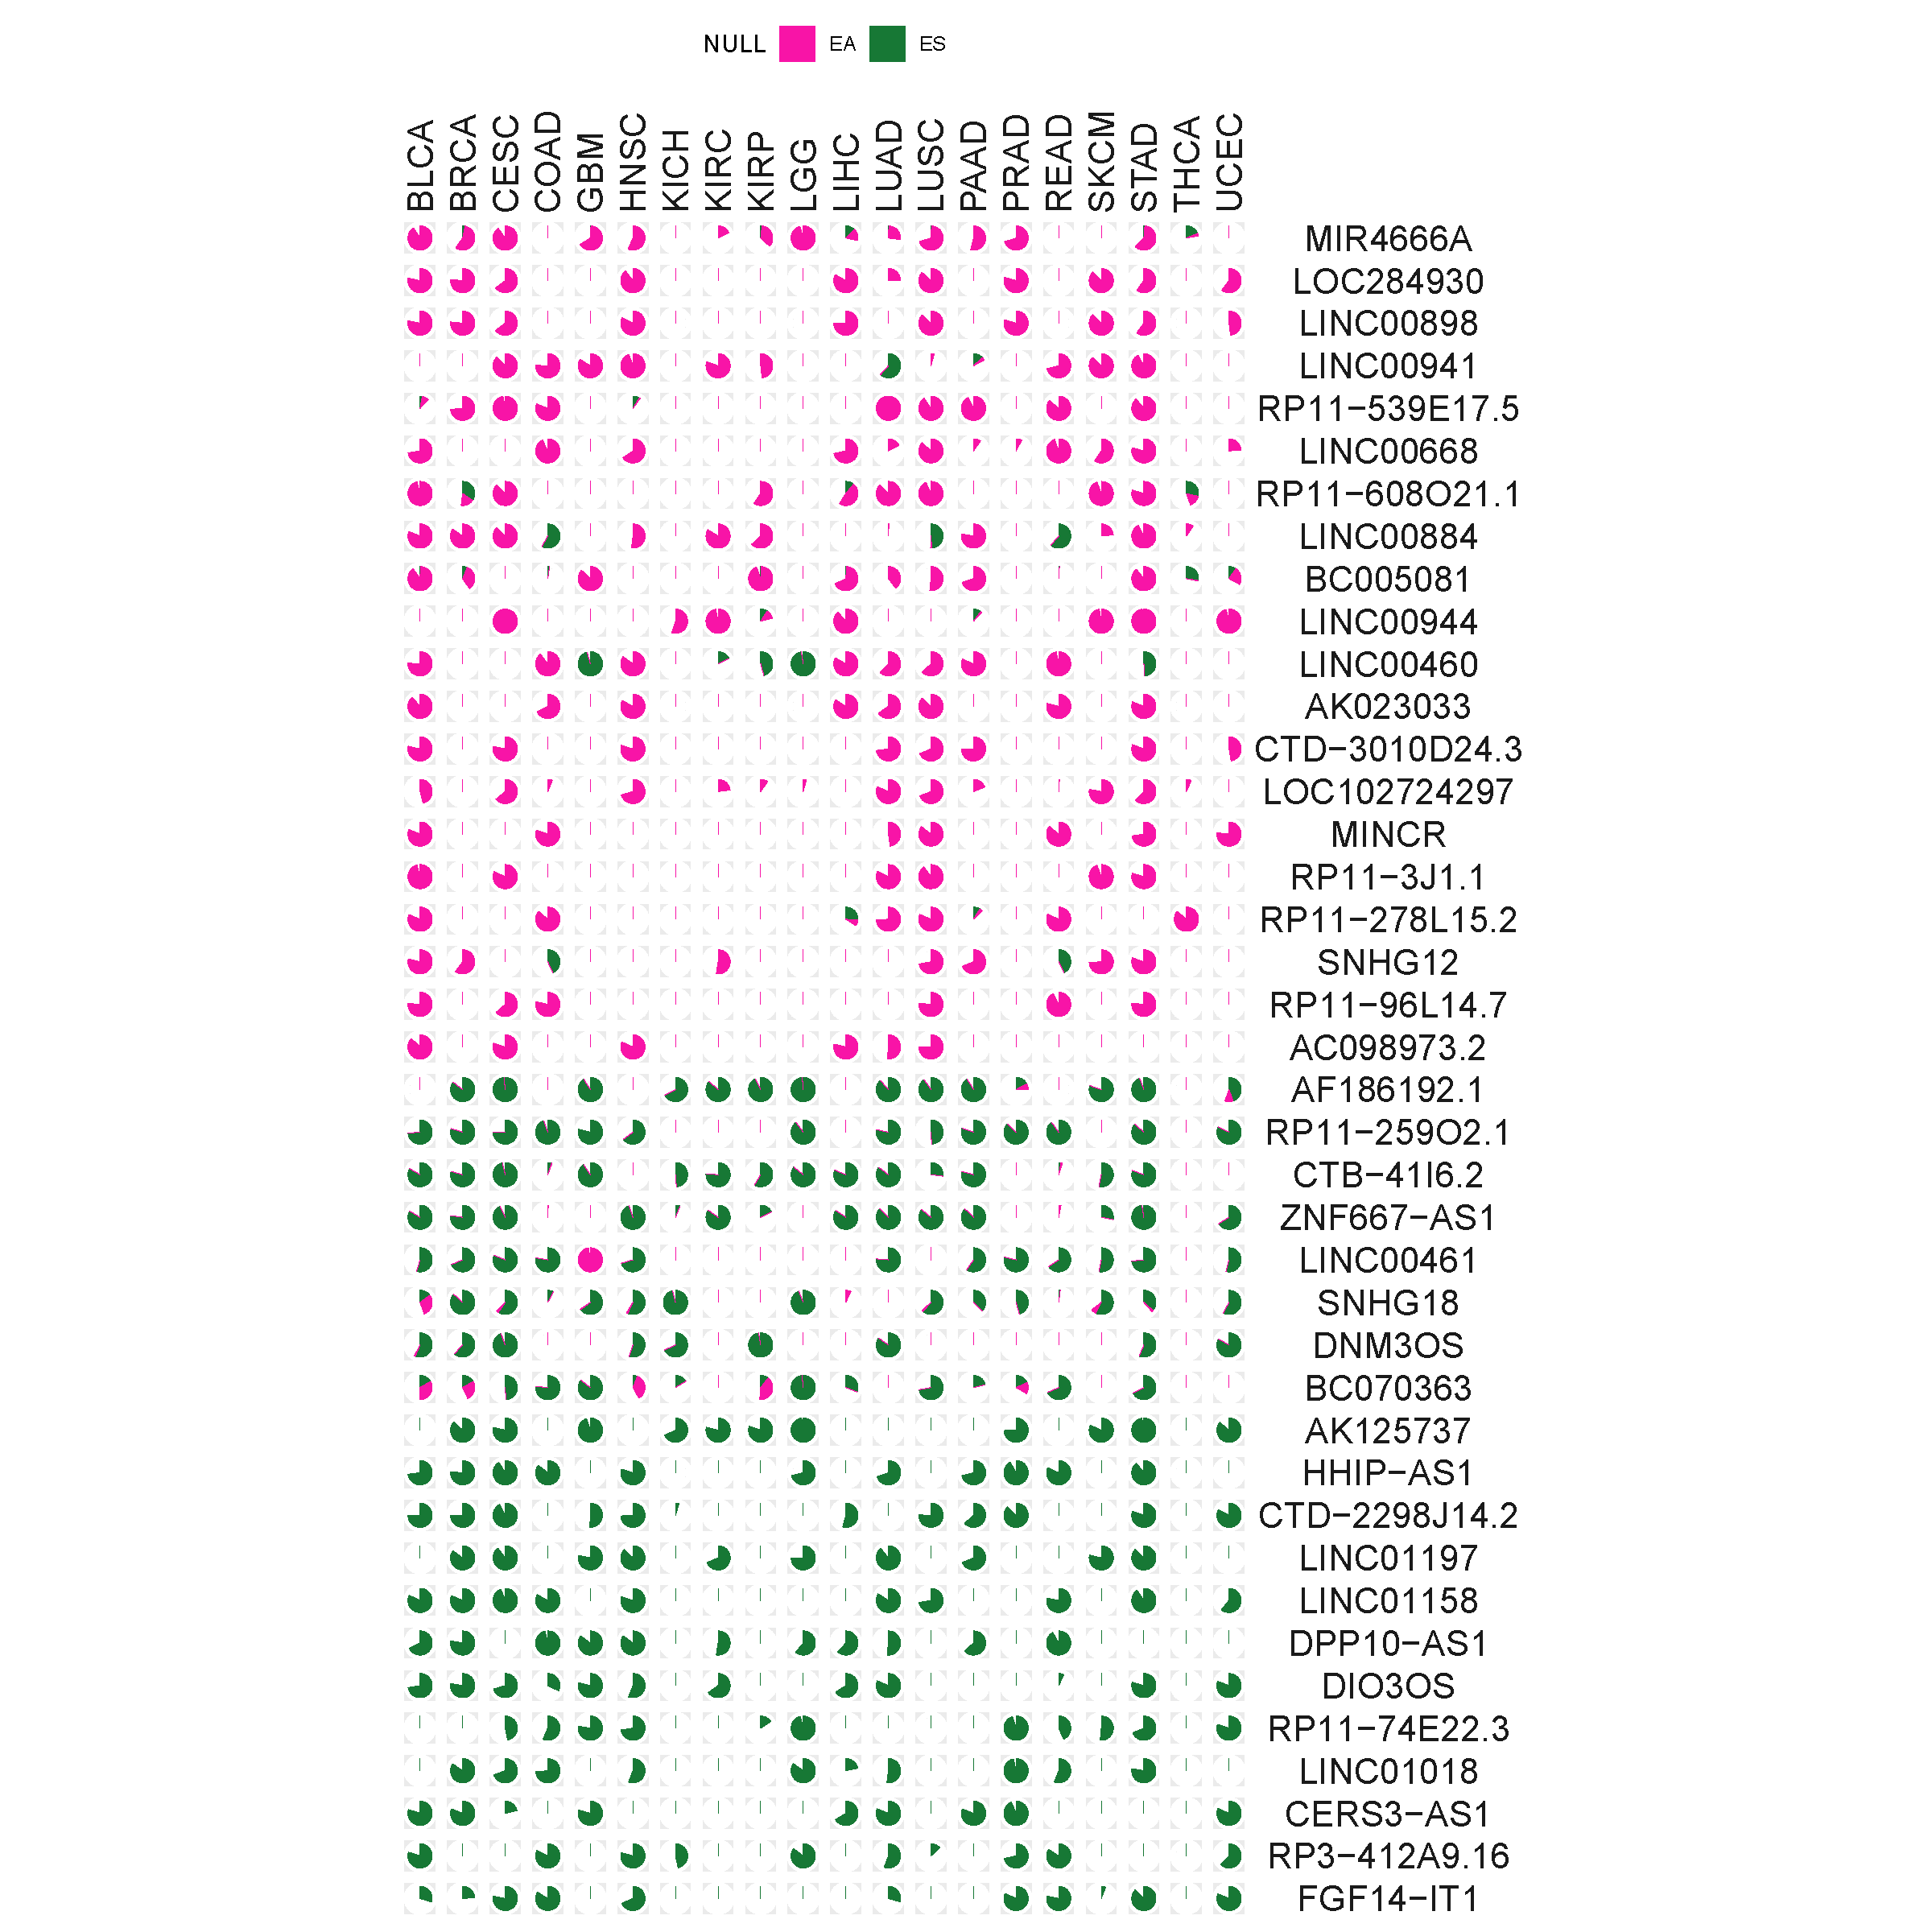 NULL EA ES
BLCA BRCA CESC COAD GBM HNSC KICH KIRC KIRP LGG LIHC LUAD LUSC PAAD PRAD READ SKCM STAD THCA UCEC
MIR4666A
LOC284930
LINC00898
LINC00941
RP11−539E17.5
LINC00668
RP11−608O21.1
LINC00884
BC005081
LINC00944
LINC00460
AK023033
CTD−3010D24.3
LOC102724297
MINCR
RP11−3J1.1
RP11−278L15.2
SNHG12
RP11−96L14.7
AC098973.2
AF186192.1
RP11−259O2.1
CTB−41I6.2
ZNF667−AS1
LINC00461
SNHG18
DNM3OS
BC070363
AK125737
HHIP−AS1
CTD−2298J14.2
LINC01197
LINC01158
DPP10−AS1
DIO3OS
RP11−74E22.3
LINC01018
CERS3−AS1
RP3−412A9.16
FGF14−IT1